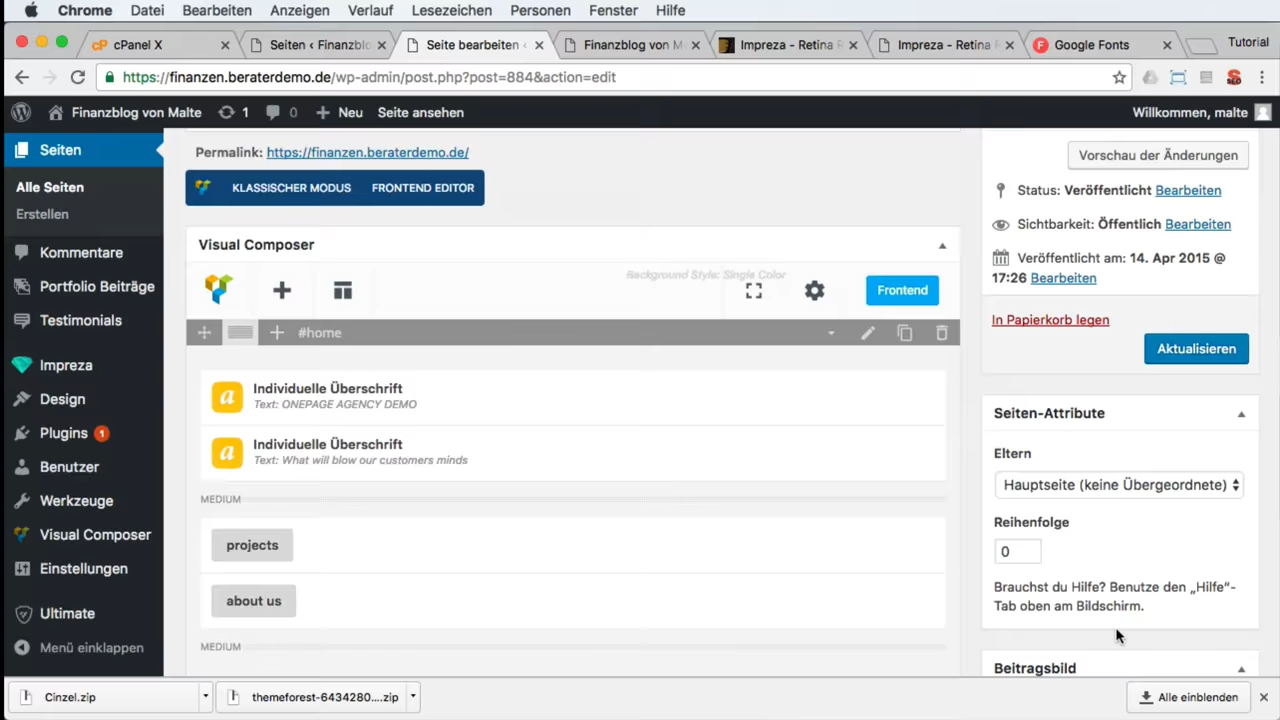 Chrome Datei Bearbeiten Anzeigen Verlauf Lesezeichen Personen Fenster Hilfe
cP cPanel X Seiten ‹ Finanzblo Seite bearbeiten ‹ Finanzblog von M Impreza - Retina R Impreza - Retina R F Google Fonts Tutorial
https://finanzen.beraterdemo.de/wp-admin/post.php?post=884&action=edit SEO
Finanzblog von Malte 1 0 Neu Seite ansehen Willkommen, malte
Seiten
Alle Seiten
Erstellen
Kommentare
Portfolio Beiträge
Testimonials
Impreza
Design
Plugins 1
Benutzer
Werkzeuge
Visual Composer
Einstellungen
Ultimate
Menü einklappen
Permalink: https://finanzen.beraterdemo.de/
KLASSISCHER MODUS FRONTEND EDITOR
Visual Composer
Background Style: Single Color
Frontend
#home
a Individuelle Überschrift
Text: ONEPAGE AGENCY DEMO
a Individuelle Überschrift
Text: What will blow our customers minds
MEDIUM
projects
about us
MEDIUM
Vorschau der Änderungen
Status: Veröffentlicht Bearbeiten
Sichtbarkeit: Öffentlich Bearbeiten
Veröffentlicht am: 14. Apr 2015 @
17:26 Bearbeiten
In Papierkorb legen
Aktualisieren
Seiten-Attribute
Eltern
Hauptseite (keine Übergeordnete)
Reihenfolge
0
Brauchst du Hilfe? Benutze den „Hilfe“-
Tab oben am Bildschirm.
Beitragsbild
Cinzel.zip themeforest-6434280....zip Alle einblenden